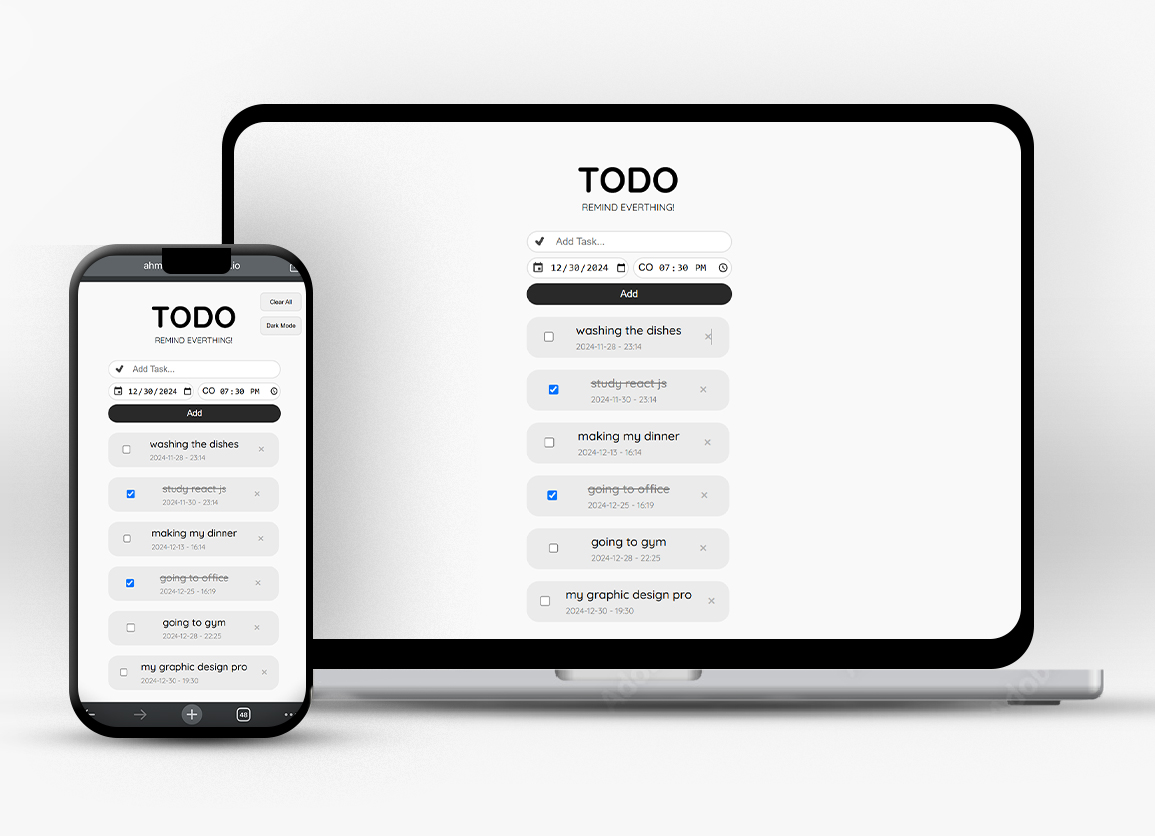 TODO
REMIND EVERTHING!
Add Task...
12/30/2024
CO 07:30 PM
Add
washing the dishes
2024-11-28 - 23:14
study react js
2024-11-30 - 23:14
making my dinner
2024-12-13 - 16:14
going to office
2024-12-25 - 16:19
going to gym
2024-12-28 - 22:25
my graphic design pro
2024-12-30 - 19:30
ahm
.io
Clear All
Dark Mode
TODO
REMIND EVERTHING!
Add Task...
12/30/2024
CO 07:30 PM
Add
washing the dishes
2024-11-28 - 23:14
study react js
2024-11-30 - 23:14
making my dinner
2024-12-13 - 16:14
going to office
2024-12-25 - 16:19
going to gym
2024-12-28 - 22:25
my graphic design pro
2024-12-30 - 19:30
48